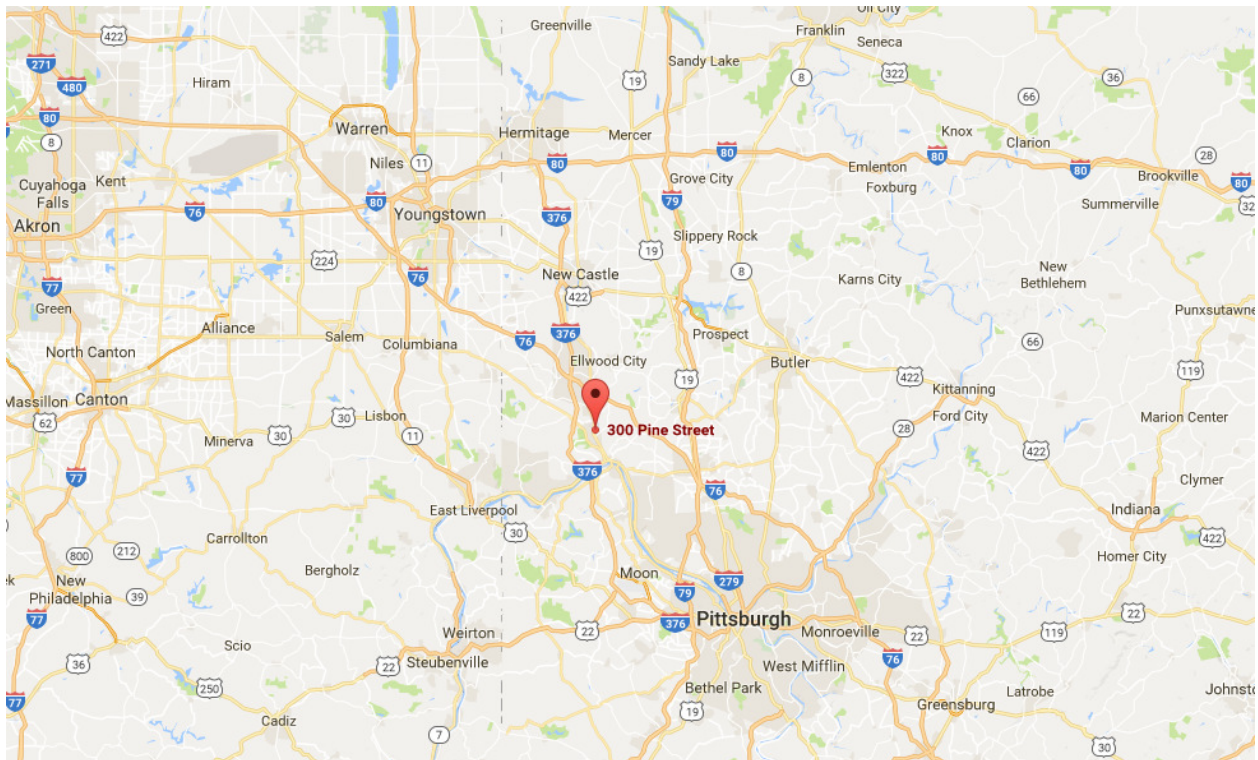 Greenville
Oil City
Franklin
422
Seneca
271
Sandy Lake
322
480
Hiram
19
8
36
66
80
Warren
Hermitage
Mercer
Knox
Clarion
8
Niles
11
80
80
80
28
Cuyahoga
Falls
Kent
Grove City
Emlenton
Foxburg
80
Brookville
80
76
80
79
Summerville
Akron
Youngstown
376
Slippery Rock
224
19
8
New Castle
New
Bethlehem
77
76
422
Karns City
Green
Alliance
Salem
Columbiana
376
76
Prospect
Punxsutawne
66
North Canton
Ellwood City
Butler
422
119
19
Kittanning
Massillon
Canton
300 Pine Street
Ford City
Marion Center
62
30
30
Lisbon
11
28
Minerva
422
77
376
76
Clymer
East Liverpool
30
Indiana
Carrollton
422
800
212
Bergholz
Moon
Homer City
New
Philadelphia
39
279
79
77
Pittsburgh
22
Weirton
22
376
Monroeville
22
119
Scio
36
22
Steubenville
West Mifflin
76
250
Bethel Park
Latrobe
Johnsto
77
Cadiz
7
19
Greensburg
30